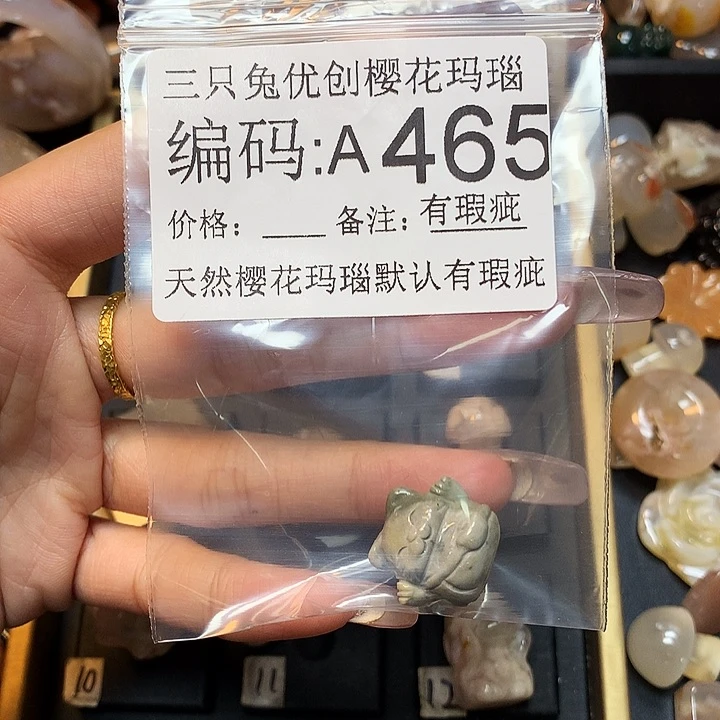 三只兔优创樱花玛瑙
编码:A465
价格：____ 备注：有瑕疵
天然樱花玛瑙默认有瑕疵
10
11
12